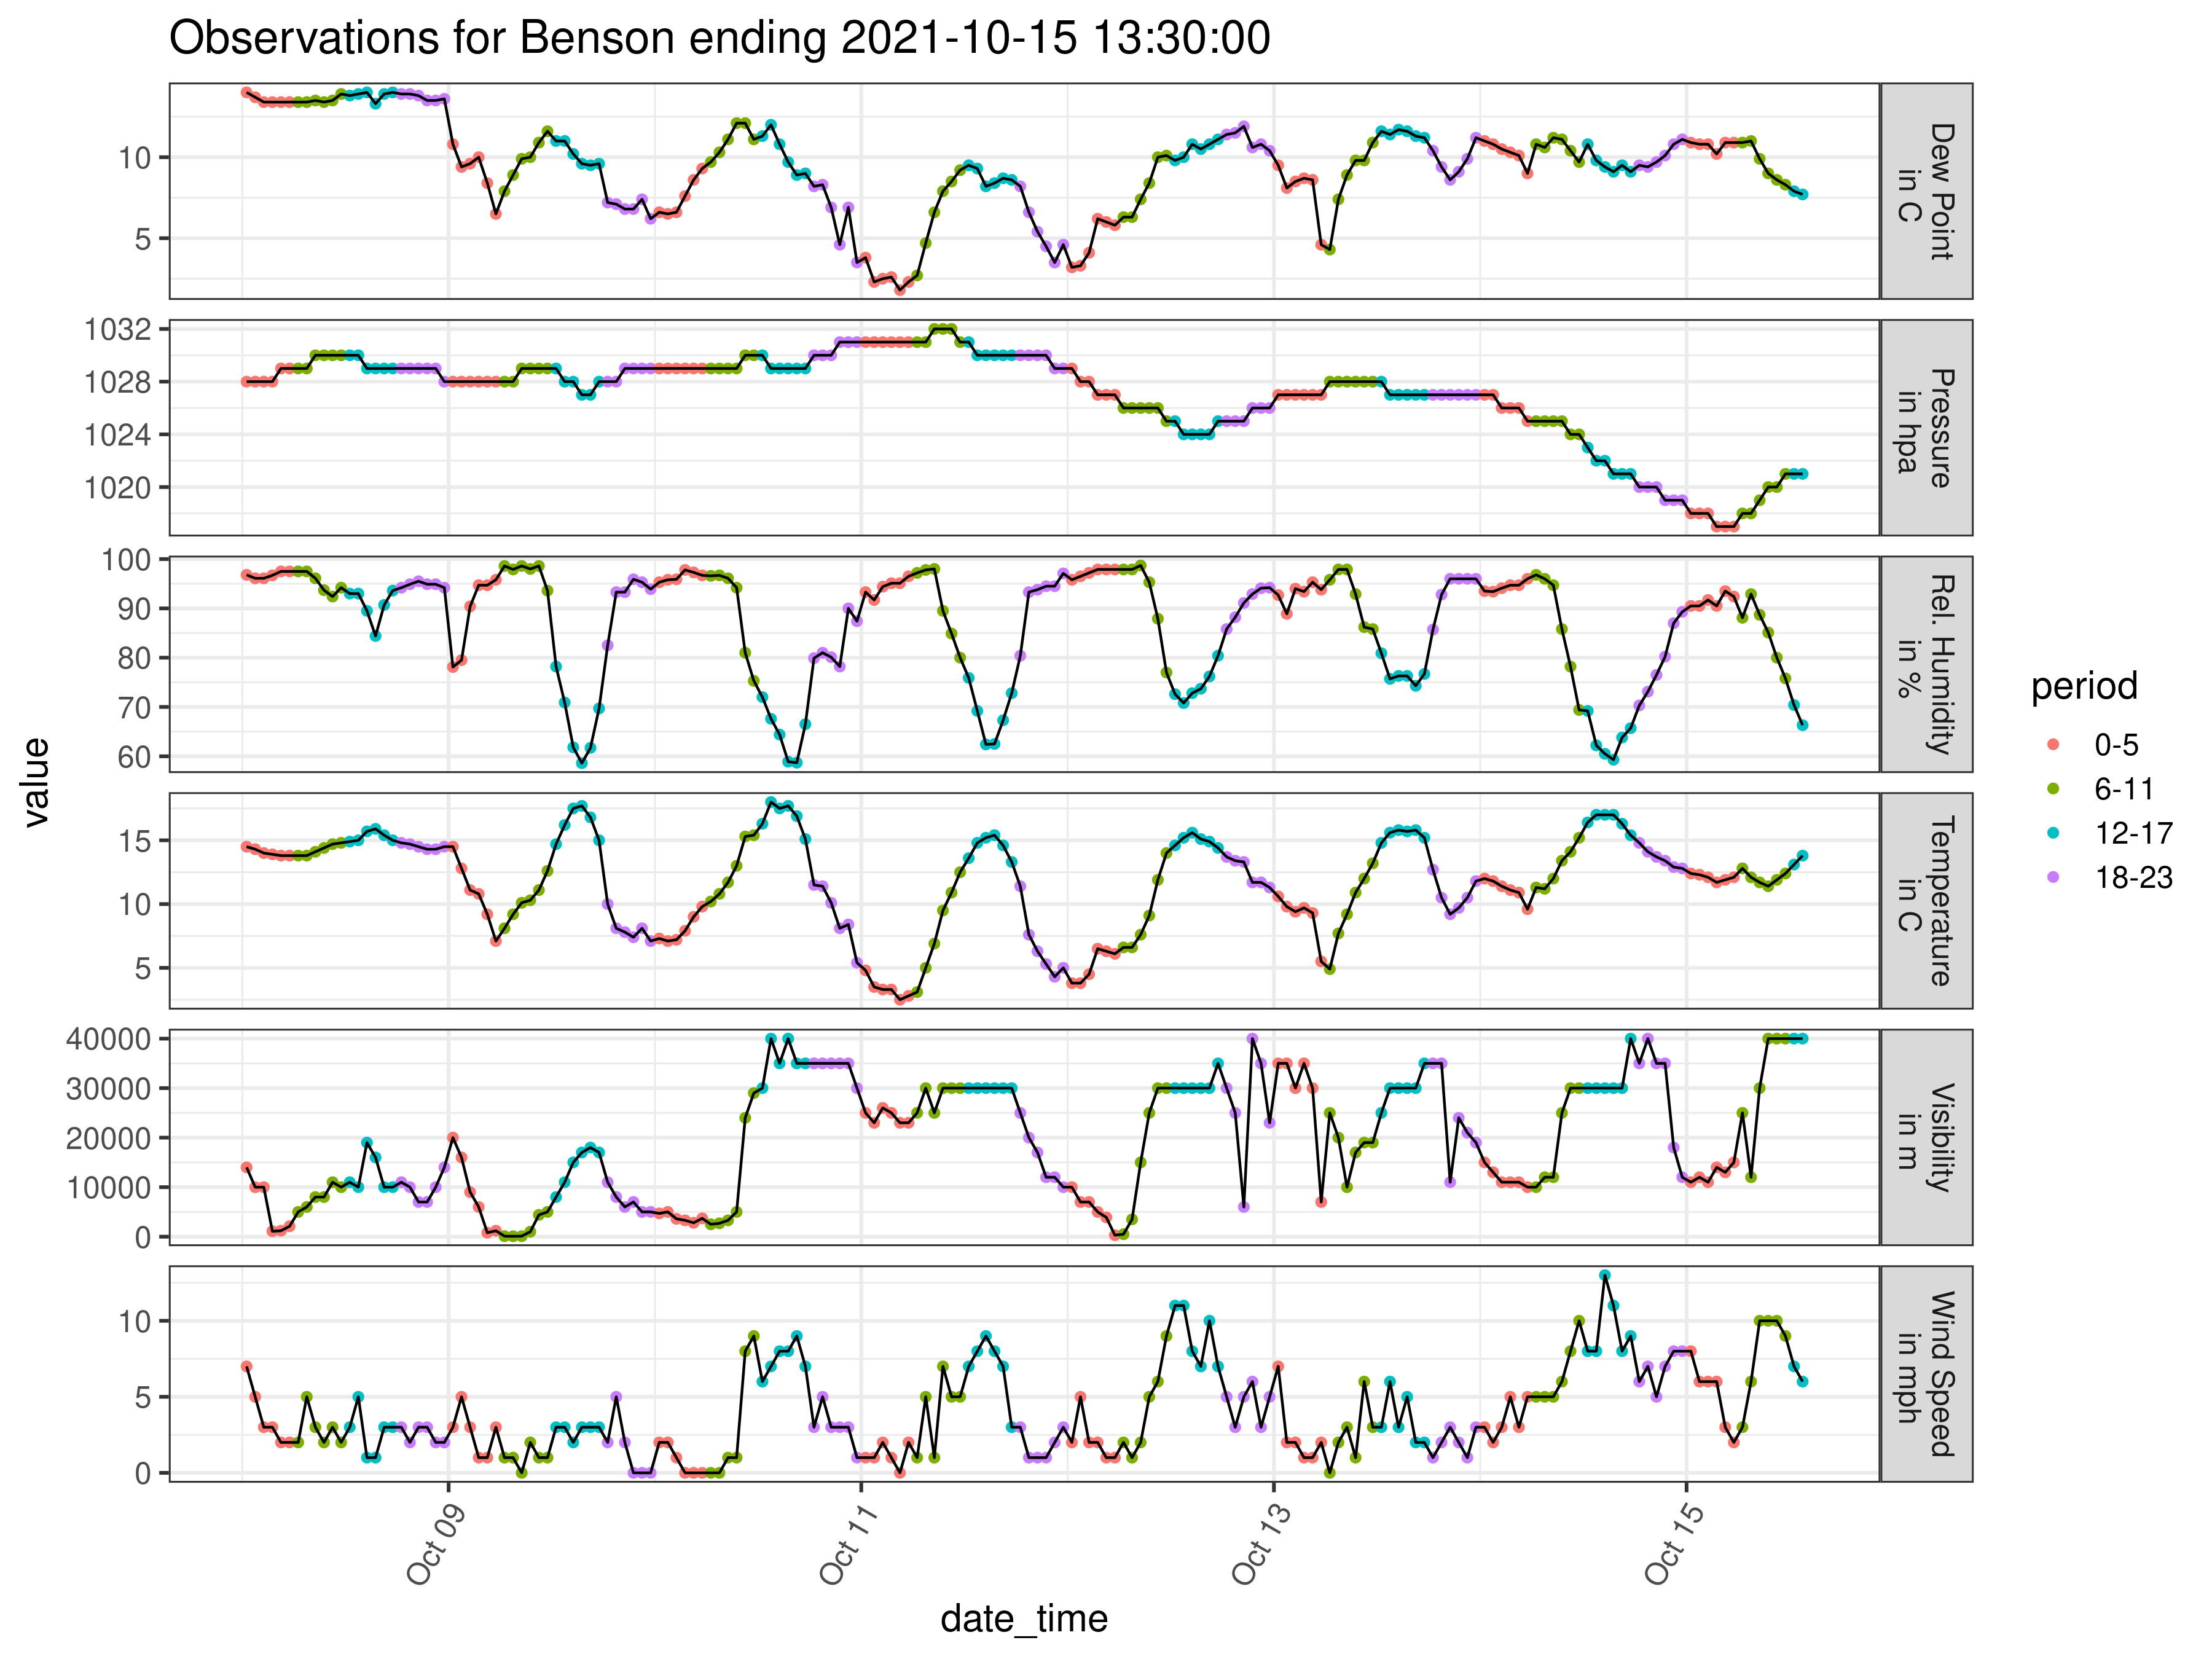 Observations for Benson ending 2021-10-15 13:30:00
value
10
5
Dew Point
in C
1032
1028
1024
1020
Pressure
in hpa
100
90
80
70
60
Rel. Humidity
in %
15
10
5
Temperature
in C
40000
30000
20000
10000
0
Visibility
in m
10
5
0
Wind Speed
in mph
Oct 09
Oct 11
Oct 13
Oct 15
date_time
period
0-5
6-11
12-17
18-23